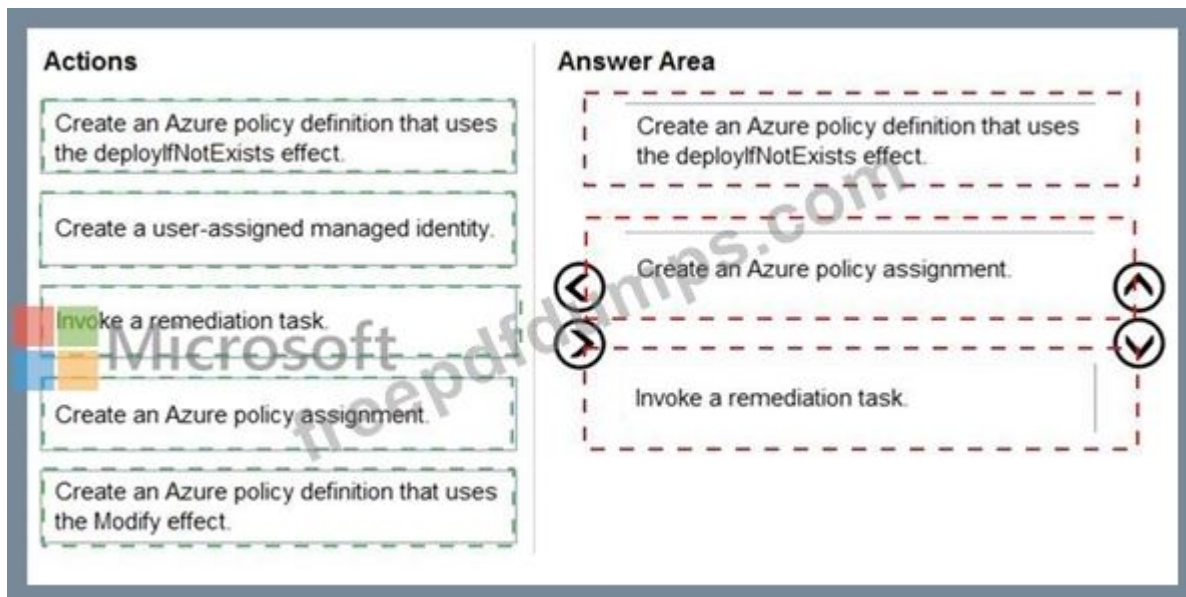 Actions
Create an Azure policy definition that uses
the deployIfNotExists effect.
Create a user-assigned managed identity.
Invoke a remediation task.
Create an Azure policy assignment.
Create an Azure policy definition that uses
the Modify effect.
Answer Area
Create an Azure policy definition that uses
the deployIfNotExists effect.
Create an Azure policy assignment.
Invoke a remediation task.
Microsoft
freepdfdumps.com